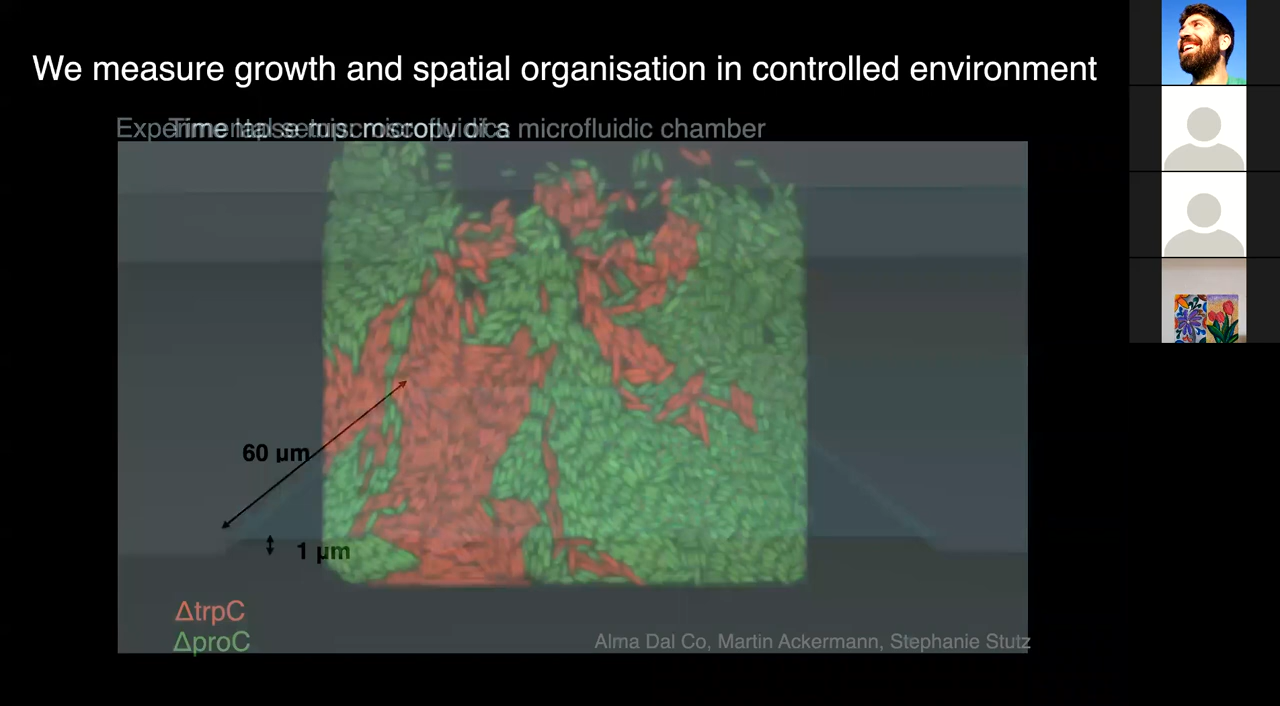 We measure growth and spatial organisation in controlled environment
Experimental setup: microfluidics
Time lapse microscopy of a microfluidic chamber
60 µm
1 µm
ΔtrpC
ΔproC
Alma Dal Co, Martin Ackermann, Stephanie Stutz